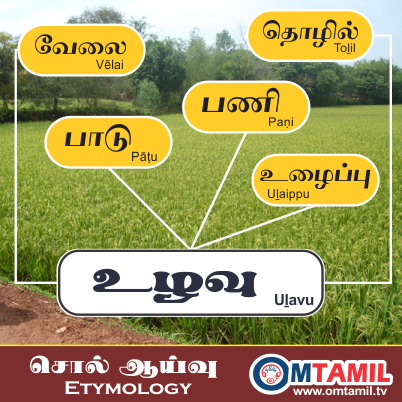 வேலை
Vēlai
தொழில்
Toḻil
பணி
Paṇi
பாடு
Pāṭu
உழைப்பு
Uḻaippu
உழவு
Uḻavu
சொல் ஆய்வு
ETYMOLOGY
OMTAMIL
www.omtamil.tv